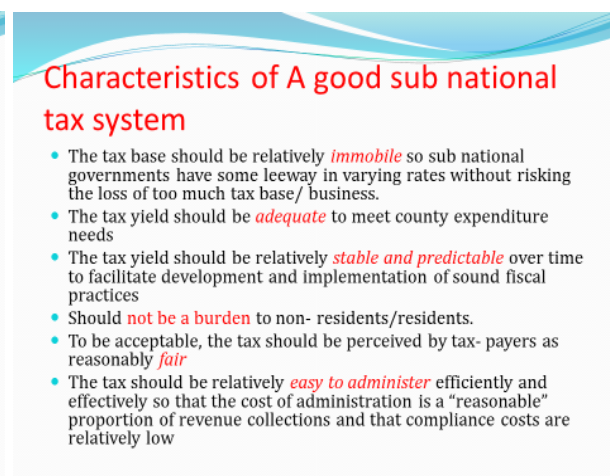 Characteristics of A good sub national
tax system
The tax base should be relatively immobile so sub national
governments have some leeway in varying rates without risking
the loss of too much tax base/ business.
The tax yield should be adequate to meet county expenditure
needs
The tax yield should be relatively stable and predictable over time
to facilitate development and implementation of sound fiscal
practices
Should not be a burden to non- residents/residents.
To be acceptable, the tax should be perceived by tax- payers as
reasonably fair
The tax should be relatively easy to administer efficiently and
effectively so that the cost of administration is a “reasonable”
proportion of revenue collections and that compliance costs are
relatively low